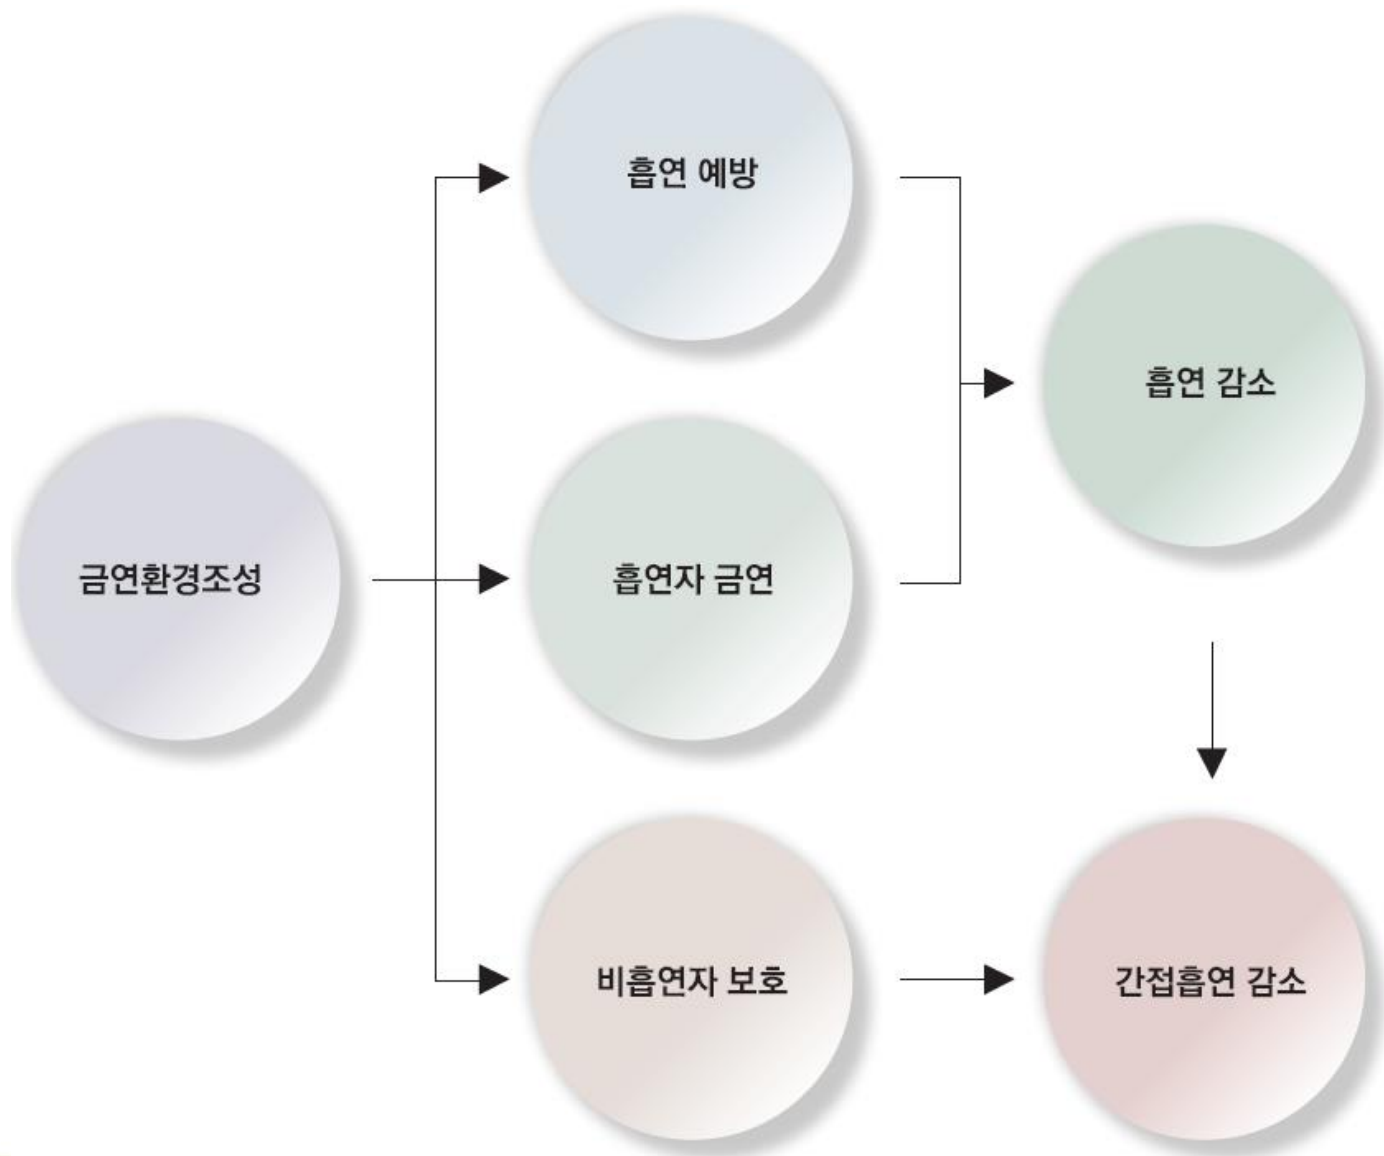 흡연 예방
흡연 감소
금연환경조성
흡연자 금연
비흡연자 보호
간접흡연 감소